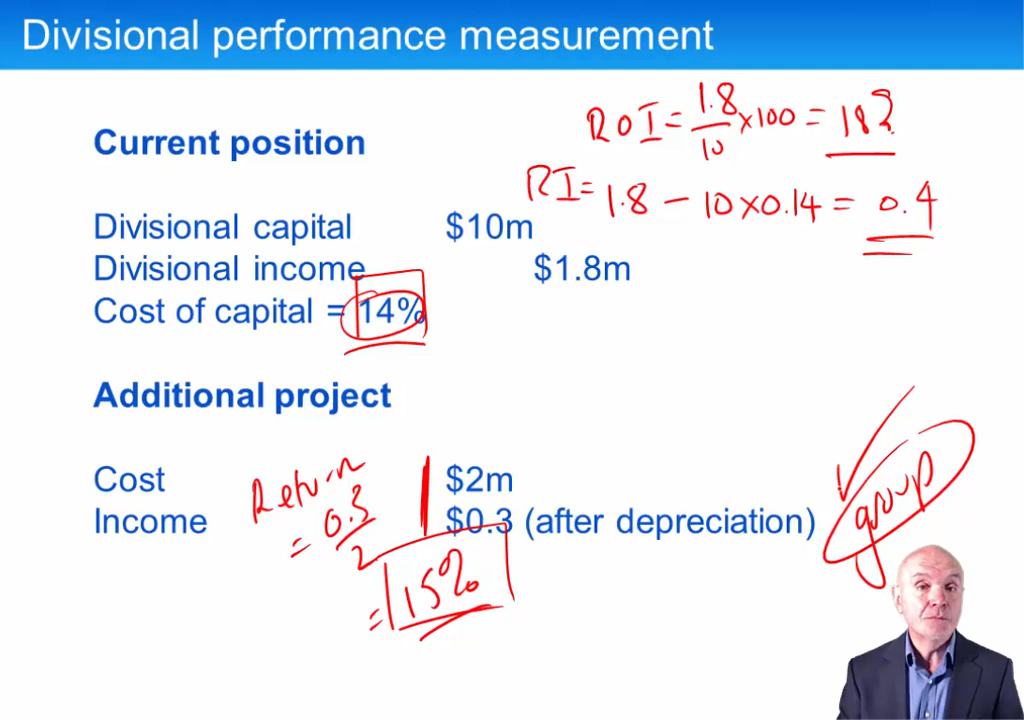 Divisional performance measurement
ROI = 1.8/10 × 100 = 18%
Current position
RI = 1.8 − 10 × 0.14 = 0.4
Divisional capital $10m
Divisional income $1.8m
Cost of capital = 14%
Additional project
Cost $2m
Income $0.3 (after depreciation)
Return
= 0.3/2
= 15%
group